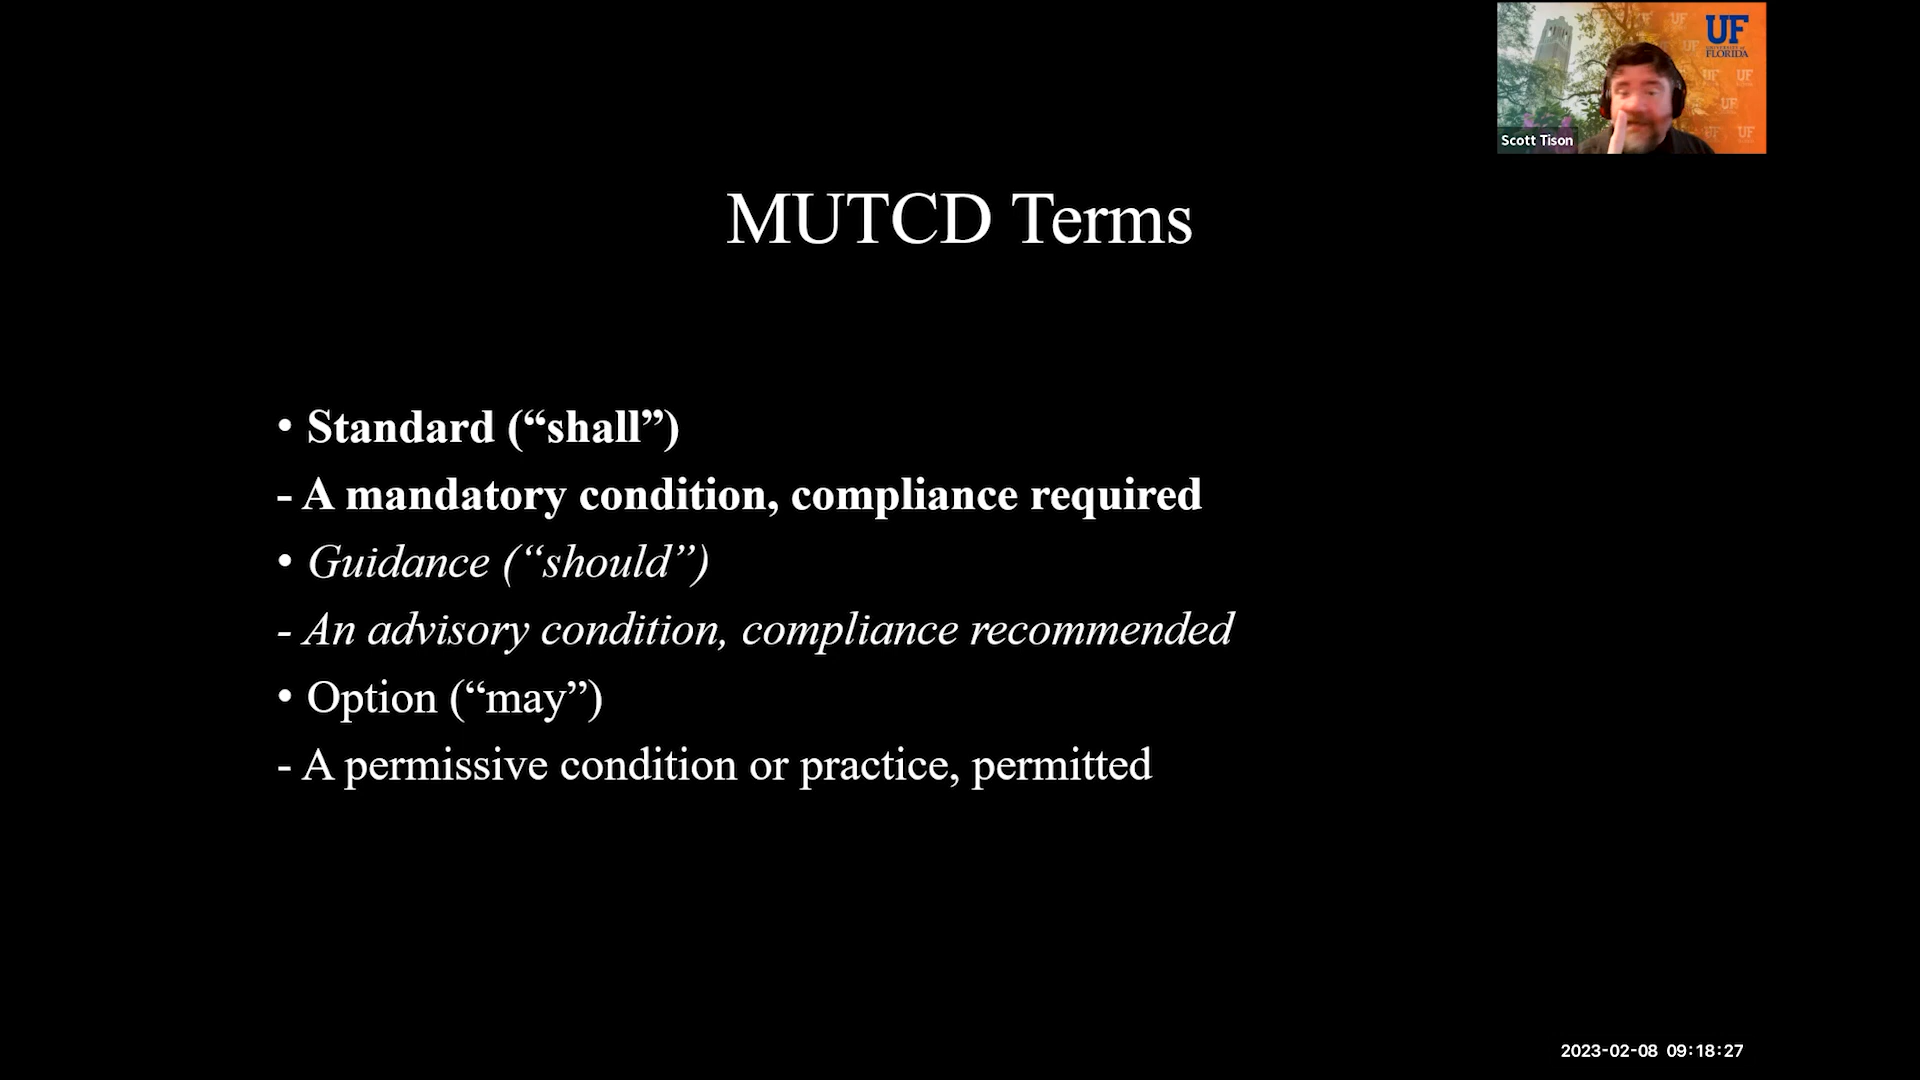 UF
UNIVERSITY of
FLORIDA
Scott Tison
MUTCD Terms
• Standard (“shall”)
- A mandatory condition, compliance required
• Guidance (“should”)
- An advisory condition, compliance recommended
• Option (“may”)
- A permissive condition or practice, permitted
2023-02-08 09:18:27